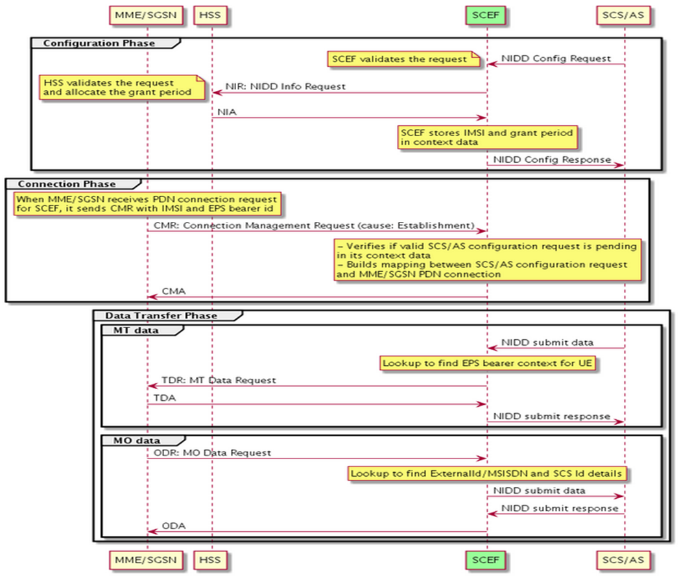 MME/SGSN HSS SCEF SCS/AS
Configuration Phase
SCEF validates the request
NIDD Config Request
HSS validates the request
and allocate the grant period
NIR: NIDD Info Request
NIA
SCEF stores IMSI and grant period
in context data
NIDD Config Response
Connection Phase
When MME/SGSN receives PDN connection request
for SCEF, it sends CMR with IMSI and EPS bearer id
CMR: Connection Management Request (cause: Establishment)
- Verifies if valid SCS/AS configuration request is pending
in its context data
- Builds mapping between SCS/AS configuration request
and MME/SGSN PDN connection
CMA
Data Transfer Phase
MT data
NIDD submit data
Lookup to find EPS bearer context for UE
TDR: MT Data Request
TDA
NIDD submit response
MO data
ODR: MO Data Request
Lookup to find ExternalId/MSISDN and SCS Id details
NIDD submit data
NIDD submit response
ODA
MME/SGSN HSS SCEF SCS/AS